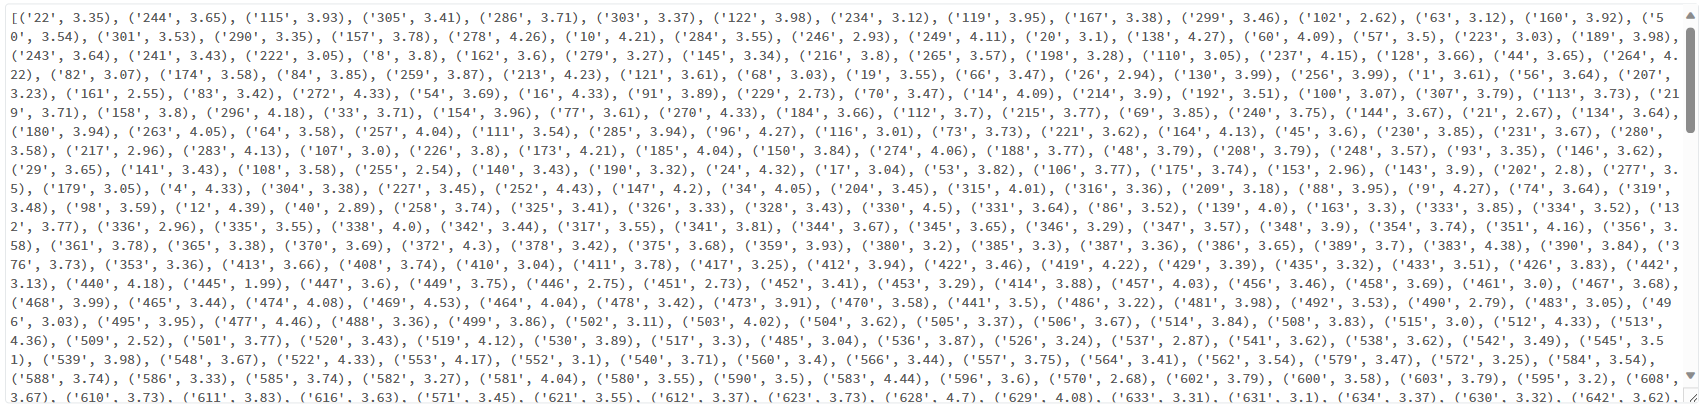 [('22', 3.35), ('244', 3.65), ('115', 3.93), ('305', 3.41), ('286', 3.71), ('303', 3.37), ('122', 3.98), ('234', 3.12), ('119', 3.95), ('167', 3.38), ('299', 3.46), ('102', 2.62), ('63', 3.12), ('160', 3.92), ('5
0', 3.54), ('301', 3.53), ('290', 3.35), ('157', 3.78), ('278', 4.26), ('10', 4.21), ('284', 3.55), ('246', 2.93), ('249', 4.11), ('20', 3.1), ('138', 4.27), ('60', 4.09), ('57', 3.5), ('223', 3.03), ('189', 3.98),
('243', 3.64), ('241', 3.43), ('222', 3.05), ('8', 3.8), ('162', 3.6), ('279', 3.27), ('145', 3.34), ('216', 3.8), ('265', 3.57), ('198', 3.28), ('110', 3.05), ('237', 4.15), ('128', 3.66), ('44', 3.65), ('264', 4.
22), ('82', 3.07), ('174', 3.58), ('84', 3.85), ('259', 3.87), ('213', 4.23), ('121', 3.61), ('68', 3.03), ('19', 3.55), ('66', 3.47), ('26', 2.94), ('130', 3.99), ('256', 3.99), ('1', 3.61), ('56', 3.64), ('207',
3.23), ('161', 2.55), ('83', 3.42), ('272', 4.33), ('54', 3.69), ('16', 4.33), ('91', 3.89), ('229', 2.73), ('70', 3.47), ('14', 4.09), ('214', 3.9), ('192', 3.51), ('100', 3.07), ('307', 3.79), ('113', 3.73), ('21
9', 3.71), ('158', 3.8), ('296', 4.18), ('33', 3.71), ('154', 3.96), ('77', 3.61), ('270', 4.33), ('184', 3.66), ('112', 3.7), ('215', 3.77), ('69', 3.85), ('240', 3.75), ('144', 3.67), ('21', 2.67), ('134', 3.64),
('180', 3.94), ('263', 4.05), ('64', 3.58), ('257', 4.04), ('111', 3.54), ('285', 3.94), ('96', 4.27), ('116', 3.01), ('73', 3.73), ('221', 3.62), ('164', 4.13), ('45', 3.6), ('230', 3.85), ('231', 3.67), ('280',
3.58), ('217', 2.96), ('283', 4.13), ('107', 3.0), ('226', 3.8), ('173', 4.21), ('185', 4.04), ('150', 3.84), ('274', 4.06), ('188', 3.77), ('48', 3.79), ('208', 3.79), ('248', 3.57), ('93', 3.35), ('146', 3.62),
('29', 3.65), ('141', 3.43), ('108', 3.58), ('255', 2.54), ('140', 3.43), ('190', 3.32), ('24', 4.32), ('17', 3.04), ('53', 3.82), ('106', 3.77), ('175', 3.74), ('153', 2.96), ('143', 3.9), ('202', 2.8), ('277', 3.
5), ('179', 3.05), ('4', 4.33), ('304', 3.38), ('227', 3.45), ('252', 4.43), ('147', 4.2), ('34', 4.05), ('204', 3.45), ('315', 4.01), ('316', 3.36), ('209', 3.18), ('88', 3.95), ('9', 4.27), ('74', 3.64), ('319',
3.48), ('98', 3.59), ('12', 4.39), ('40', 2.89), ('258', 3.74), ('325', 3.41), ('326', 3.33), ('328', 3.43), ('330', 4.5), ('331', 3.64), ('86', 3.52), ('139', 4.0), ('163', 3.3), ('333', 3.85), ('334', 3.52), ('13
2', 3.77), ('336', 2.96), ('335', 3.55), ('338', 4.0), ('342', 3.44), ('317', 3.55), ('341', 3.81), ('344', 3.67), ('345', 3.65), ('346', 3.29), ('347', 3.57), ('348', 3.9), ('354', 3.74), ('351', 4.16), ('356', 3.
58), ('361', 3.78), ('365', 3.38), ('370', 3.69), ('372', 4.3), ('378', 3.42), ('375', 3.68), ('359', 3.93), ('380', 3.2), ('385', 3.3), ('387', 3.36), ('386', 3.65), ('389', 3.7), ('383', 4.38), ('390', 3.84), ('3
76', 3.73), ('353', 3.36), ('413', 3.66), ('408', 3.74), ('410', 3.04), ('411', 3.78), ('417', 3.25), ('412', 3.94), ('422', 3.46), ('419', 4.22), ('429', 3.39), ('435', 3.32), ('433', 3.51), ('426', 3.83), ('442',
3.13), ('440', 4.18), ('445', 1.99), ('447', 3.6), ('449', 3.75), ('446', 2.75), ('451', 2.73), ('452', 3.41), ('453', 3.29), ('414', 3.88), ('457', 4.03), ('456', 3.46), ('458', 3.69), ('461', 3.0), ('467', 3.68),
('468', 3.99), ('465', 3.44), ('474', 4.08), ('469', 4.53), ('464', 4.04), ('478', 3.42), ('473', 3.91), ('470', 3.58), ('441', 3.5), ('486', 3.22), ('481', 3.98), ('492', 3.53), ('490', 2.79), ('483', 3.05), ('49
6', 3.03), ('495', 3.95), ('477', 4.46), ('488', 3.36), ('499', 3.86), ('502', 3.11), ('503', 4.02), ('504', 3.62), ('505', 3.37), ('506', 3.67), ('514', 3.84), ('508', 3.83), ('515', 3.0), ('512', 4.33), ('513',
4.36), ('509', 2.52), ('501', 3.77), ('520', 3.43), ('519', 4.12), ('530', 3.89), ('517', 3.3), ('485', 3.04), ('536', 3.87), ('526', 3.24), ('537', 2.87), ('541', 3.62), ('538', 3.62), ('542', 3.49), ('545', 3.5
1), ('539', 3.98), ('548', 3.67), ('522', 4.33), ('553', 4.17), ('552', 3.1), ('540', 3.71), ('560', 3.4), ('566', 3.44), ('557', 3.75), ('564', 3.41), ('562', 3.54), ('579', 3.47), ('572', 3.25), ('584', 3.54),
('588', 3.74), ('586', 3.33), ('585', 3.74), ('582', 3.27), ('581', 4.04), ('580', 3.55), ('590', 3.5), ('583', 4.44), ('596', 3.6), ('570', 2.68), ('602', 3.79), ('600', 3.58), ('603', 3.79), ('595', 3.2), ('608',
3.67), ('610', 3.73), ('611', 3.83), ('616', 3.63), ('571', 3.45), ('621', 3.55), ('612', 3.37), ('623', 3.73), ('628', 4.7), ('629', 4.08), ('633', 3.31), ('631', 3.1), ('634', 3.37), ('630', 3.32), ('642', 3.62),